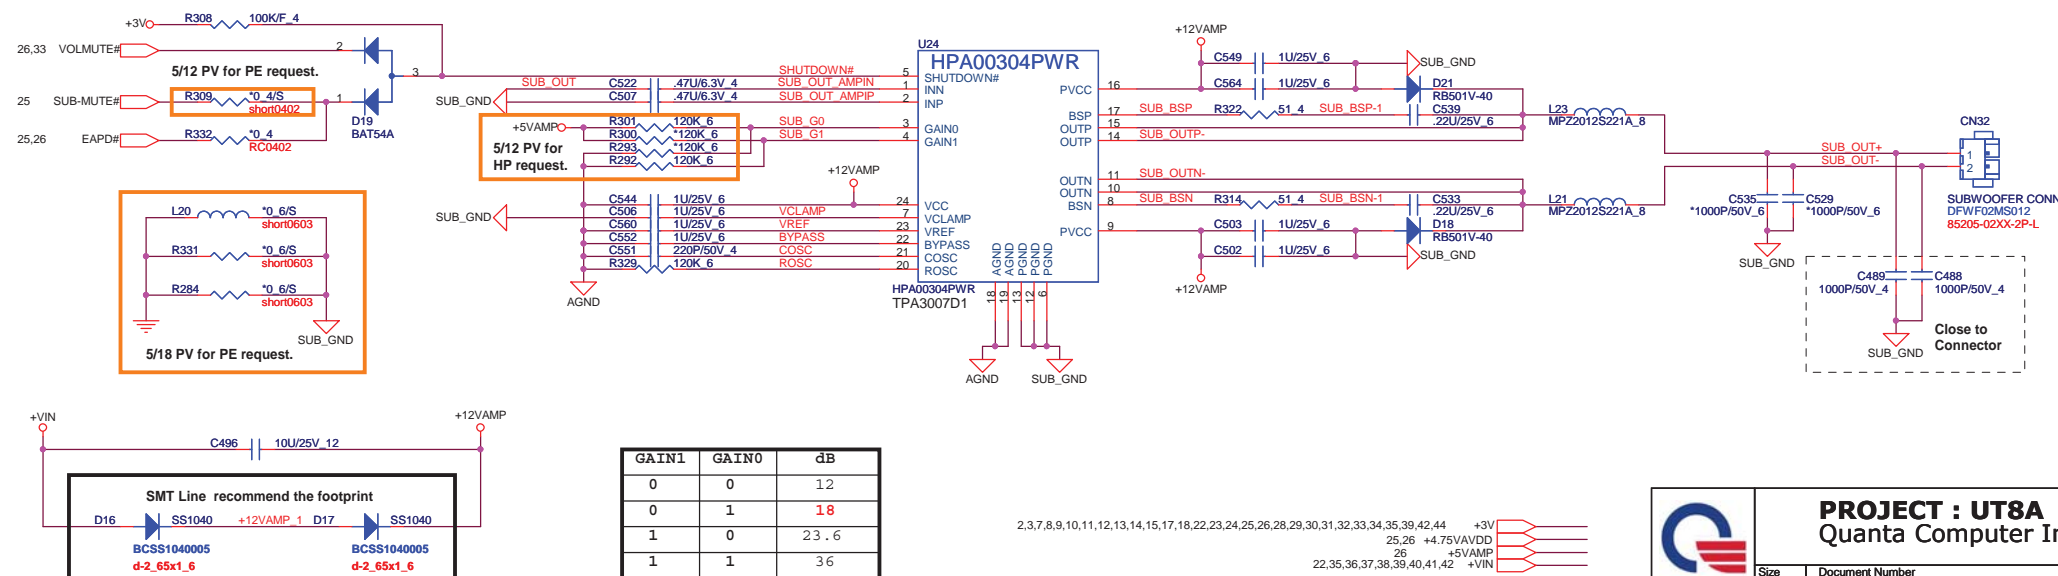 +3V
R308 100K/F_4
26,33 VOLMUTE#
2
5/12 PV for PE request.
3
25 SUB-MUTE#
R309 *0_4/S
short0402
1
D19
BAT54A
25,26 EAPD#
R332 *0_4
RC0402
L20 *0_6/S
short0603
R331 *0_6/S
short0603
R284 *0_6/S
short0603
SUB_GND
5/18 PV for PE request.
SUB_OUT
SUB_GND
C522 .47U/6.3V_4
C507 .47U/6.3V_4
SHUTDOWN#
SUB_OUT_AMPIN
SUB_OUT_AMPIP
+5VAMP
5/12 PV for
HP request.
R301 120K_6 SUB_G0
R300 *120K_6 SUB_G1
R293 *120K_6
R292 120K_6
+12VAMP
SUB_GND
C544 1U/25V_6
C506 1U/25V_6 VCLAMP
C560 1U/25V_6 VREF
C552 1U/25V_6 BYPASS
C551 220P/50V_4 COSC
R329 120K_6 ROSC
AGND
U24
HPA00304PWR
5 SHUTDOWN#
1 INN
2 INP
3 GAIN0
4 GAIN1
24 VCC
7 VCLAMP
23 VREF
22 BYPASS
21 COSC
20 ROSC
PVCC 16
BSP 17
OUTP 15
OUTP 14
OUTN 11
OUTN 10
BSN 8
PVCC 9
AGND AGND PGND PGND PGND
18 19 13 12 6
HPA00304PWR
TPA3007D1
AGND SUB_GND
+12VAMP
C549 1U/25V_6
SUB_GND
C564 1U/25V_6
D21
RB501V-40
SUB_BSP R322 51_4 SUB_BSP-1 C539
.22U/25V_6
SUB_OUTP-
SUB_OUTN-
SUB_BSN R314 51_4 SUB_BSN-1 C533
.22U/25V_6
C503 1U/25V_6
D18
RB501V-40
C502 1U/25V_6
SUB_GND
+12VAMP
L23
MPZ2012S221A_8
L21
MPZ2012S221A_8
SUB_OUT+
SUB_OUT-
CN32
1
2
SUBWOOFER CONN
DFWF02MS012
85205-02XX-2P-L
C535
*1000P/50V_6
C529
*1000P/50V_6
SUB_GND
C489
1000P/50V_4
C488
1000P/50V_4
SUB_GND
Close to
Connector
+VIN
+12VAMP
C496 10U/25V_12
SMT Line recommend the footprint
D16 SS1040 +12VAMP_1 D17 SS1040
BCSS1040005 BCSS1040005
d-2_65x1_6 d-2_65x1_6
GAIN1 GAIN0 dB
0 0 12
0 1 18
1 0 23.6
1 1 36
2,3,7,8,9,10,11,12,13,14,15,17,18,22,23,24,25,26,28,29,30,31,32,33,34,35,39,42,44 +3V
25,26 +4.75VAVDD
26 +5VAMP
22,35,36,37,38,39,40,41,42 +VIN
PROJECT : UT8A
Quanta Computer In
Size Document Number